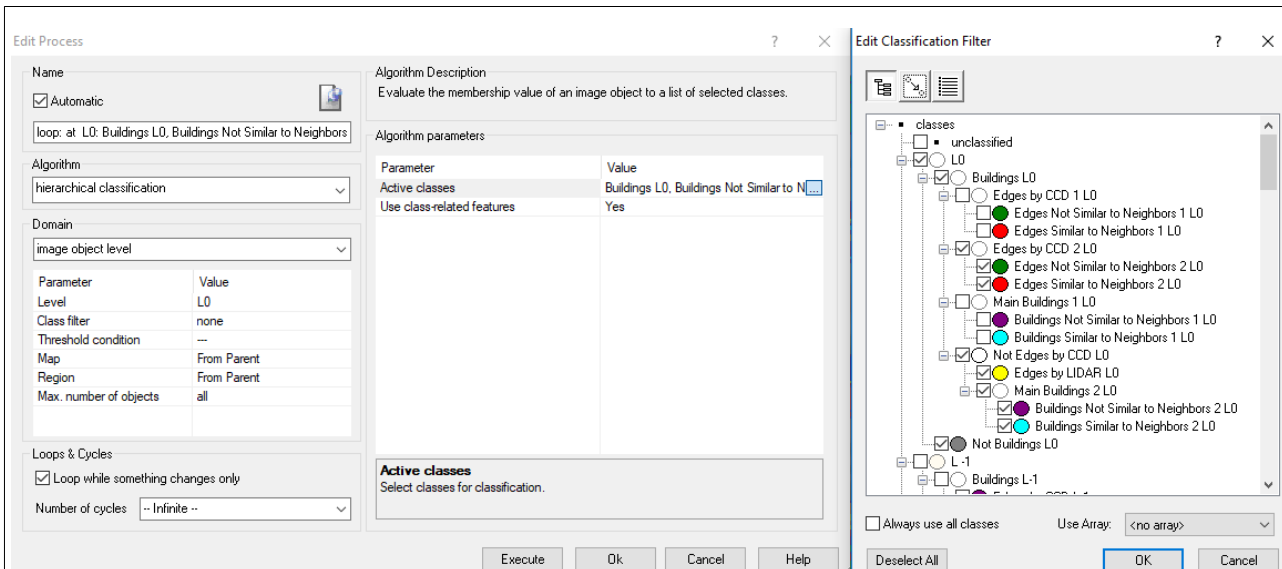 Edit Process
?
Name
Automatic
loop: at L0: Buildings L0, Buildings Not Similar to Neighbors
Algorithm
hierarchical classification
Domain
image object level
Parameter Value
Level L0
Class filter none
Threshold condition ---
Map From Parent
Region From Parent
Max. number of objects all
Loops & Cycles
Loop while something changes only
Number of cycles -- Infinite --
Algorithm Description
Evaluate the membership value of an image object to a list of selected classes.
Algorithm parameters
Parameter Value
Active classes Buildings L0, Buildings Not Similar to N ...
Use class-related features Yes
Active classes
Select classes for classification.
Execute Ok Cancel Help
Edit Classification Filter
?
classes
unclassified
L0
Buildings L0
Edges by CCD 1 L0
Edges Not Similar to Neighbors 1 L0
Edges Similar to Neighbors 1 L0
Edges by CCD 2 L0
Edges Not Similar to Neighbors 2 L0
Edges Similar to Neighbors 2 L0
Main Buildings 1 L0
Buildings Not Similar to Neighbors 1 L0
Buildings Similar to Neighbors 1 L0
Not Edges by CCD L0
Edges by LIDAR L0
Main Buildings 2 L0
Buildings Not Similar to Neighbors 2 L0
Buildings Similar to Neighbors 2 L0
Not Buildings L0
L -1
Buildings L-1
Always use all classes Use Array: <no array>
Deselect All OK Cancel